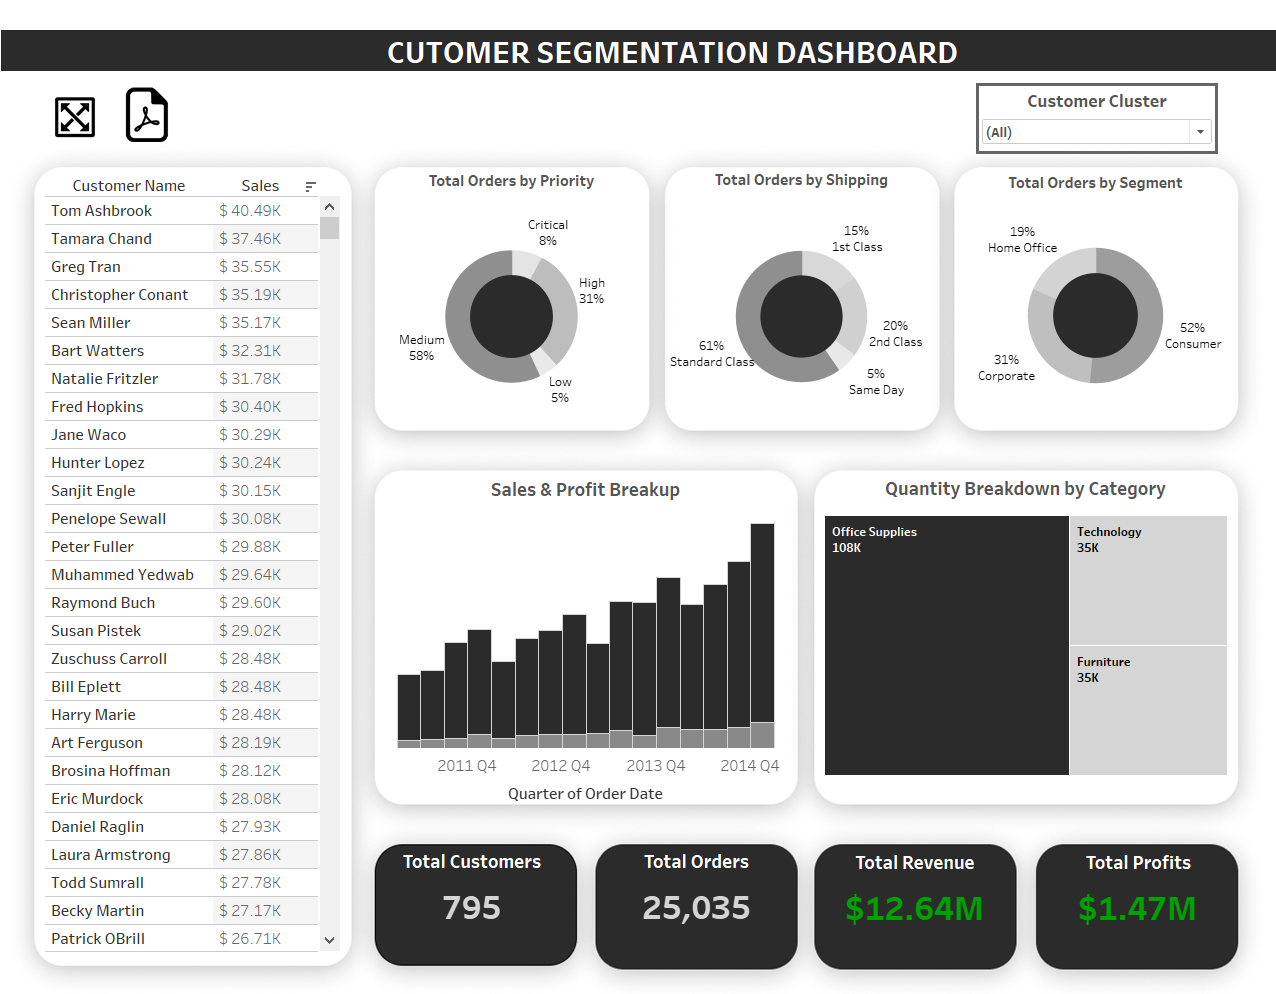 CUTOMER SEGMENTATION DASHBOARD
Customer Cluster
(All)
Customer Name Sales
Tom Ashbrook $ 40.49K
Tamara Chand $ 37.46K
Greg Tran $ 35.55K
Christopher Conant $ 35.19K
Sean Miller $ 35.17K
Bart Watters $ 32.31K
Natalie Fritzler $ 31.78K
Fred Hopkins $ 30.40K
Jane Waco $ 30.29K
Hunter Lopez $ 30.24K
Sanjit Engle $ 30.15K
Penelope Sewall $ 30.08K
Peter Fuller $ 29.88K
Muhammed Yedwab $ 29.64K
Raymond Buch $ 29.60K
Susan Pistek $ 29.02K
Zuschuss Carroll $ 28.48K
Bill Eplett $ 28.48K
Harry Marie $ 28.48K
Art Ferguson $ 28.19K
Brosina Hoffman $ 28.12K
Eric Murdock $ 28.08K
Daniel Raglin $ 27.93K
Laura Armstrong $ 27.86K
Todd Sumrall $ 27.78K
Becky Martin $ 27.17K
Patrick OBrill $ 26.71K
Total Orders by Priority
Critical
8%
High
31%
Medium
58%
Low
5%
Total Orders by Shipping
15%
1st Class
20%
2nd Class
61%
Standard Class
5%
Same Day
Total Orders by Segment
19%
Home Office
52%
Consumer
31%
Corporate
Sales & Profit Breakup
2011 Q4 2012 Q4 2013 Q4 2014 Q4
Quarter of Order Date
Quantity Breakdown by Category
Office Supplies
108K
Technology
35K
Furniture
35K
Total Customers
795
Total Orders
25,035
Total Revenue
$12.64M
Total Profits
$1.47M